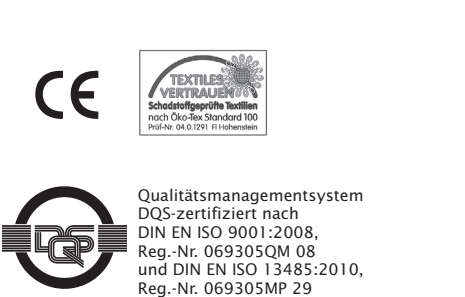 CE
TEXTILES
VERTRAUEN
Schadstoffgeprüfte Textilien
nach Öko-Tex Standard 100
Prüf-Nr. 04.0.1291 FI Hohenstein
DQS
Qualitätsmanagementsystem
DQS-zertifiziert nach
DIN EN ISO 9001:2008,
Reg.-Nr. 069305QM 08
und DIN EN ISO 13485:2010,
Reg.-Nr. 069305MP 29